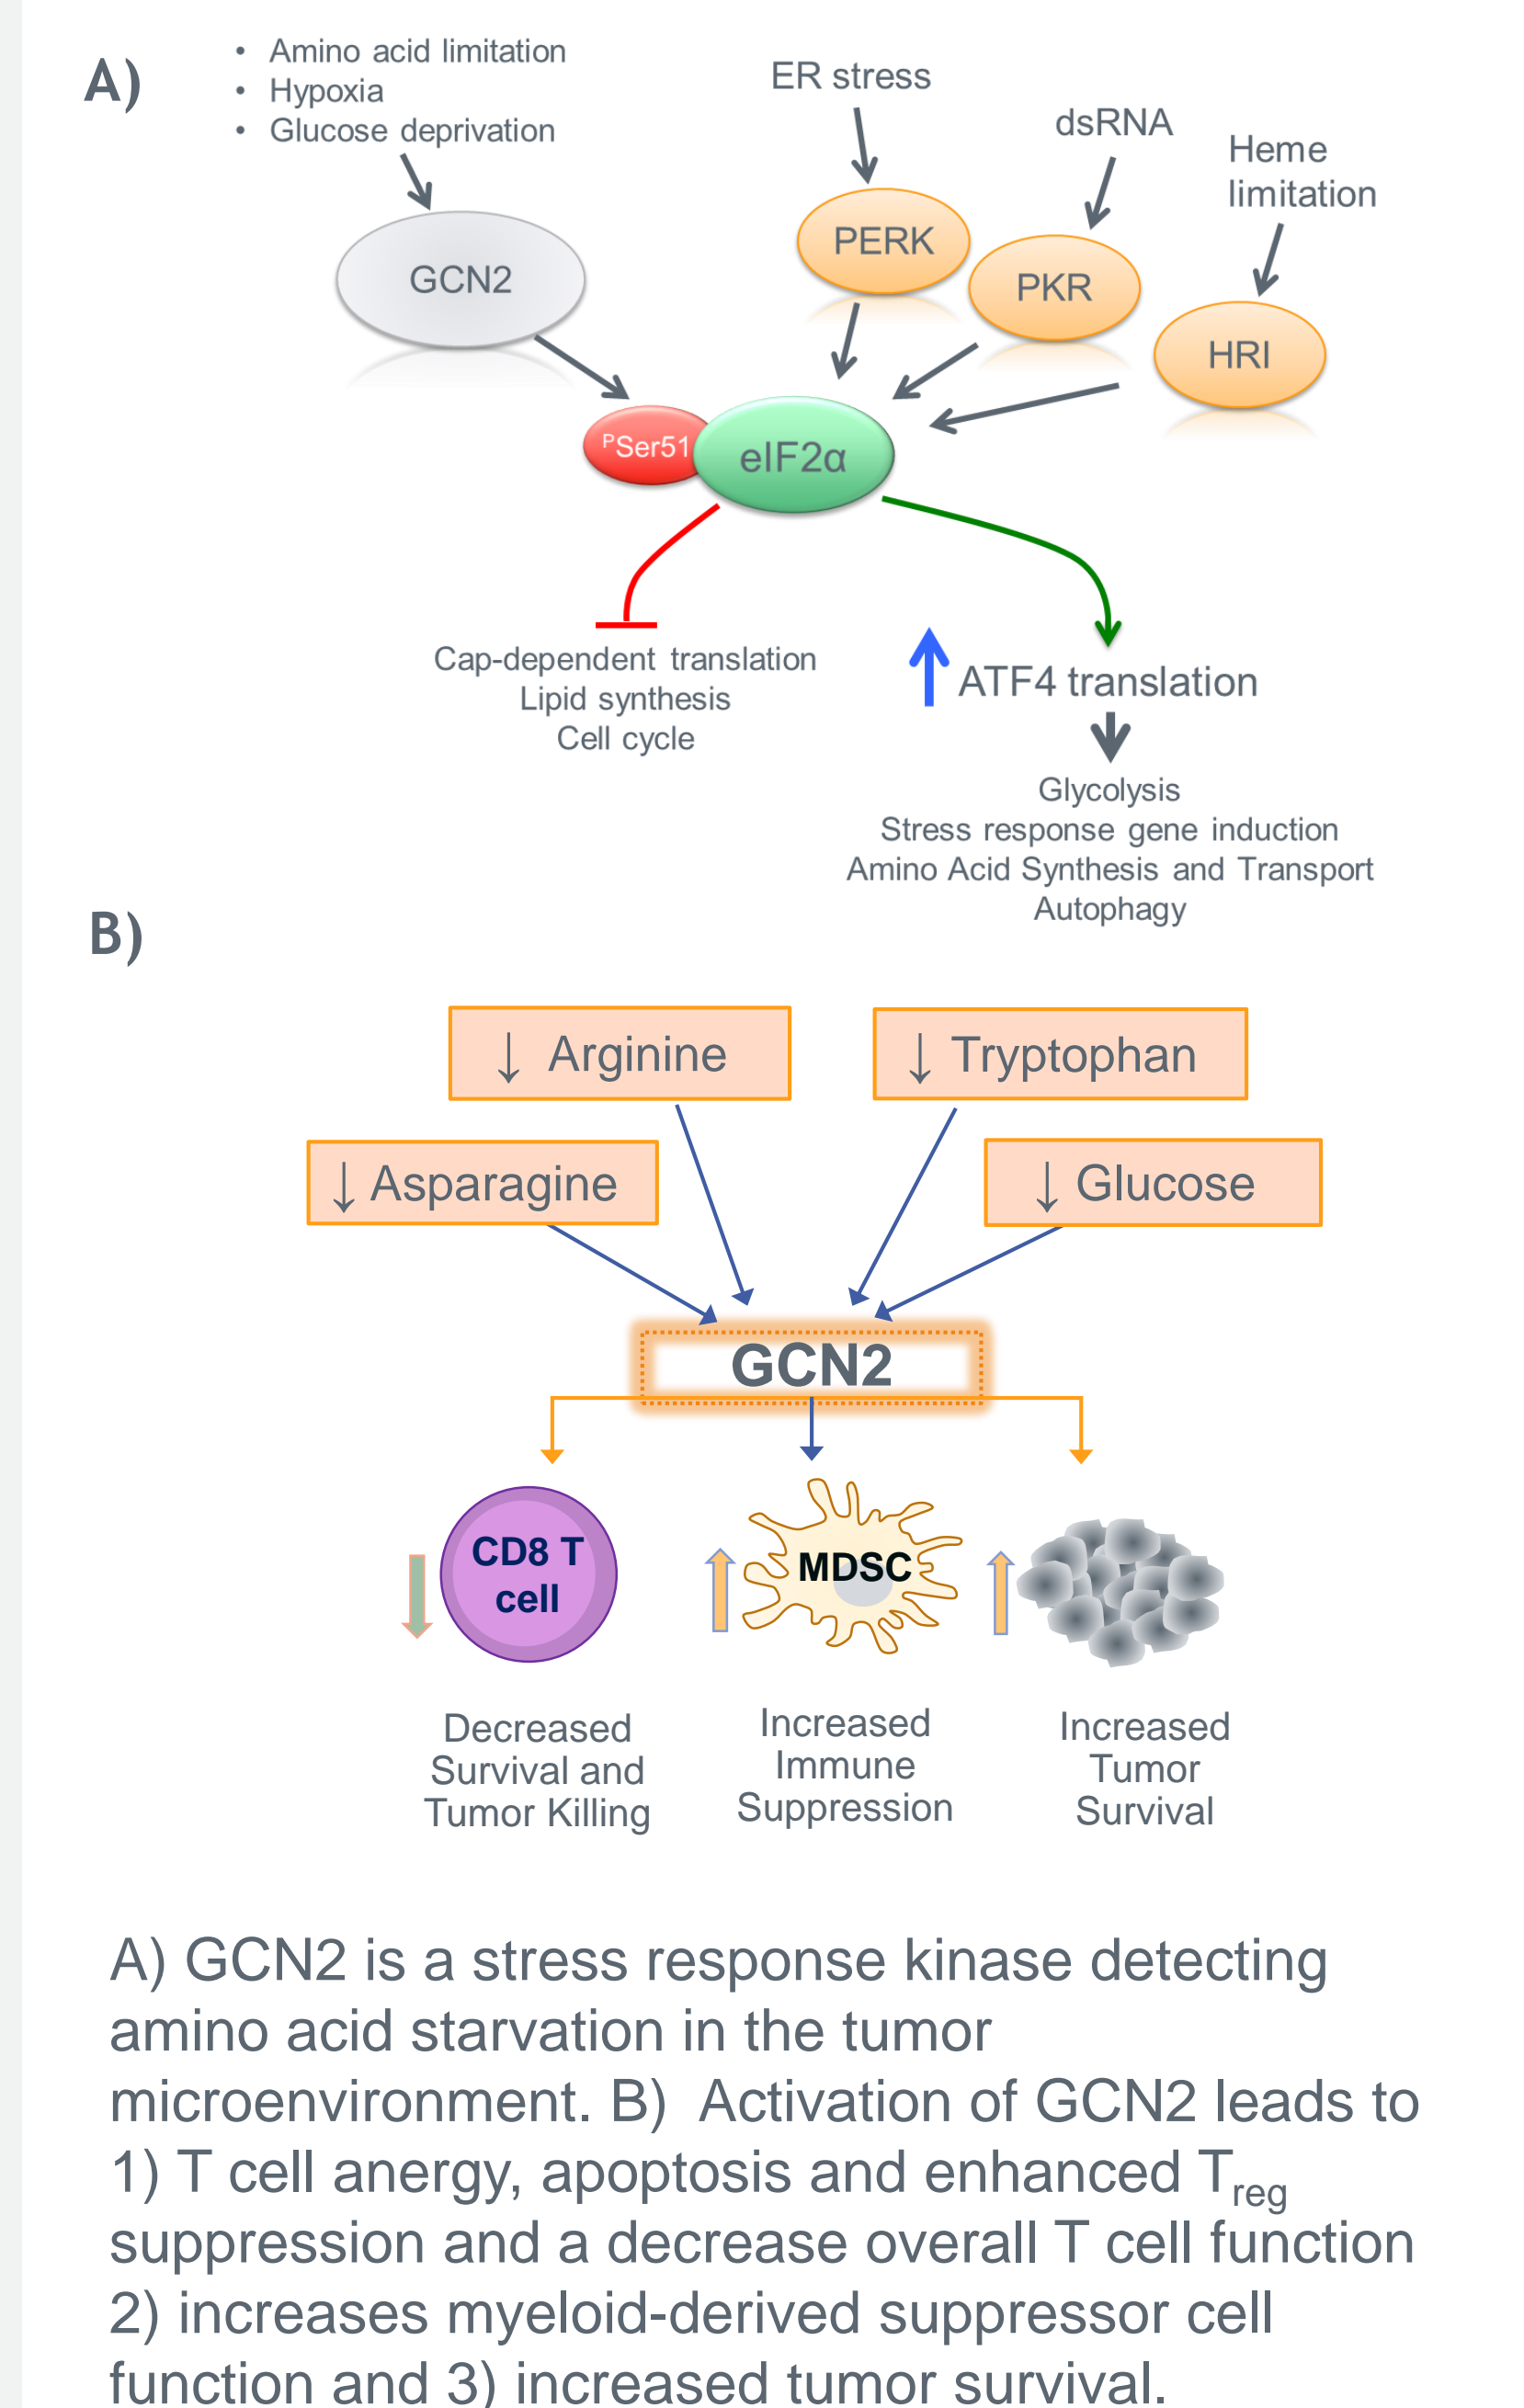 A)
• Amino acid limitation
• Hypoxia
• Glucose deprivation
ER stress
dsRNA
Heme
limitation
GCN2
PERK
PKR
HRI
PSer51
eIF2α
Cap-dependent translation
Lipid synthesis
Cell cycle
ATF4 translation
Glycolysis
Stress response gene induction
Amino Acid Synthesis and Transport
Autophagy
B)
↓ Arginine
↓ Tryptophan
↓ Asparagine
↓ Glucose
GCN2
CD8 T
cell
MDSC
Decreased
Survival and
Tumor Killing
Increased
Immune
Suppression
Increased
Tumor
Survival
A) GCN2 is a stress response kinase detecting
amino acid starvation in the tumor
microenvironment. B) Activation of GCN2 leads to
1) T cell anergy, apoptosis and enhanced Treg
suppression and a decrease overall T cell function
2) increases myeloid-derived suppressor cell
function and 3) increased tumor survival.